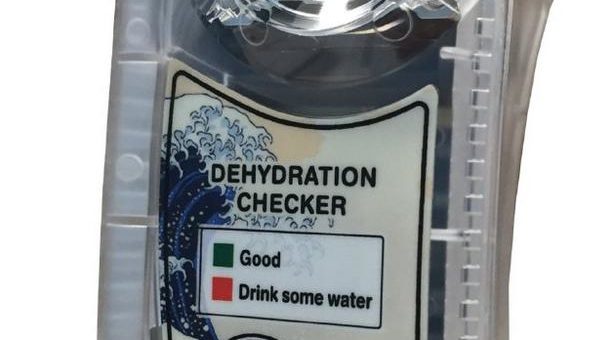 DEHYDRATION
CHECKER
Good
Drink some water